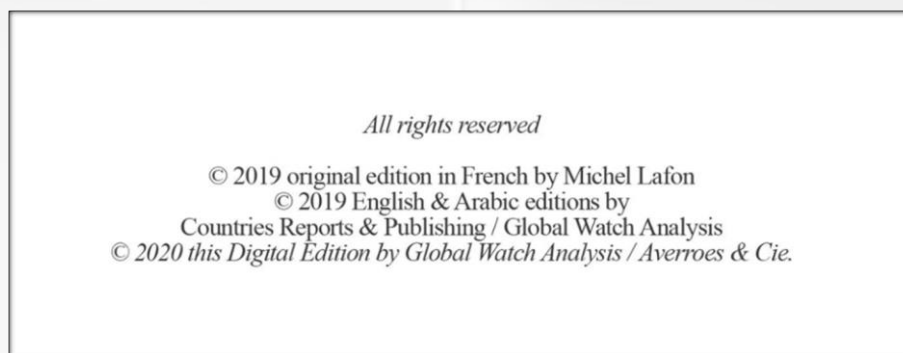 All rights reserved
© 2019 original edition in French by Michel Lafon
© 2019 English & Arabic editions by
Countries Reports & Publishing / Global Watch Analysis
© 2020 this Digital Edition by Global Watch Analysis / Averroes & Cie.